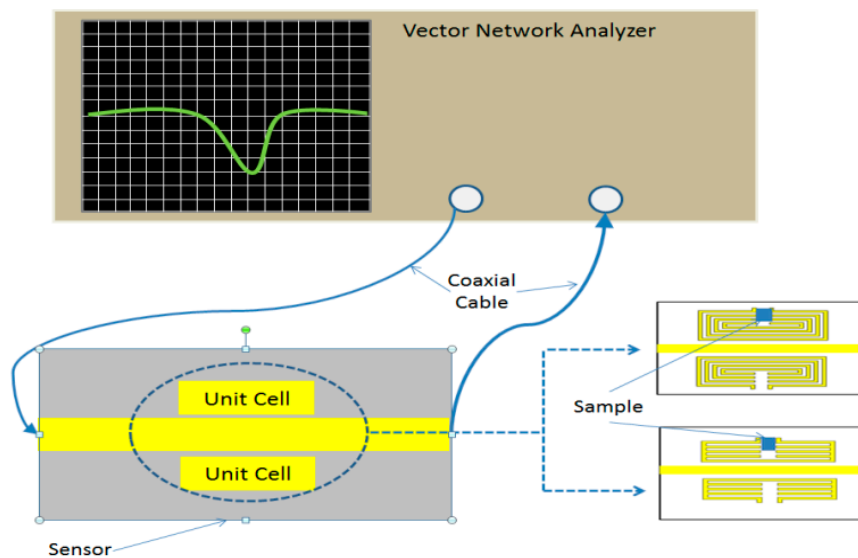 Vector Network Analyzer
Coaxial
Cable
Unit Cell
Sample
Unit Cell
Sensor